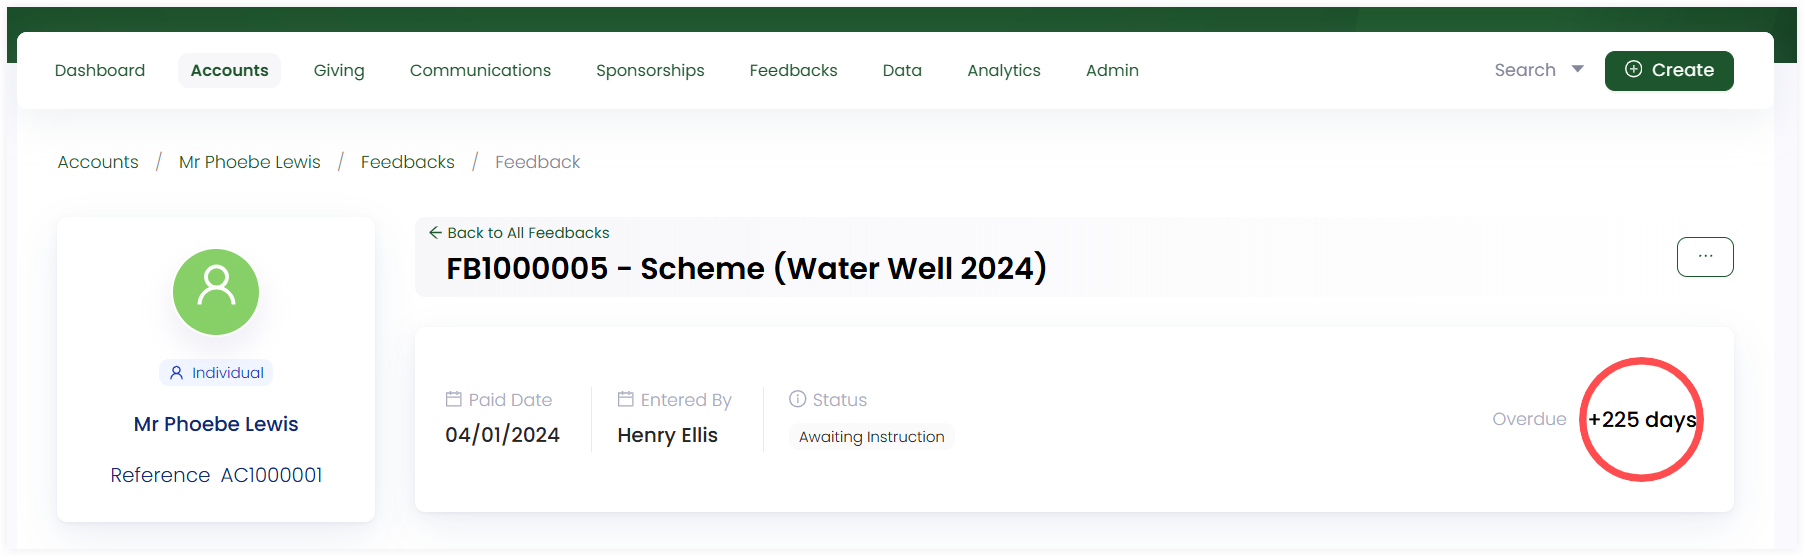 Dashboard Accounts Giving Communications Sponsorships Feedbacks Data Analytics Admin Search Create
Accounts / Mr Phoebe Lewis / Feedbacks / Feedback
Individual
Mr Phoebe Lewis
Reference AC1000001
← Back to All Feedbacks
FB1000005 - Scheme (Water Well 2024)
...
Paid Date Entered By Status
04/01/2024 Henry Ellis Awaiting Instruction
Overdue +225 days